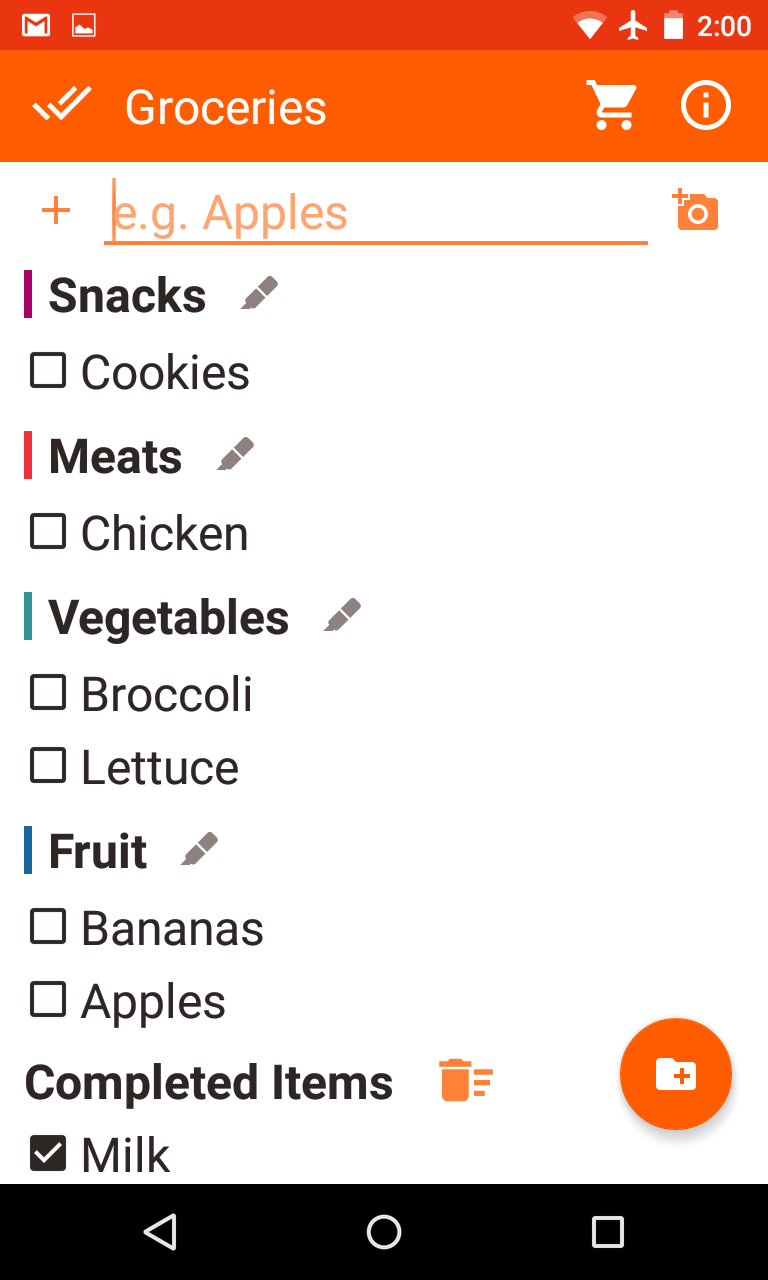 2:00
Groceries
e.g. Apples
Snacks
Cookies
Meats
Chicken
Vegetables
Broccoli
Lettuce
Fruit
Bananas
Apples
Completed Items
Milk